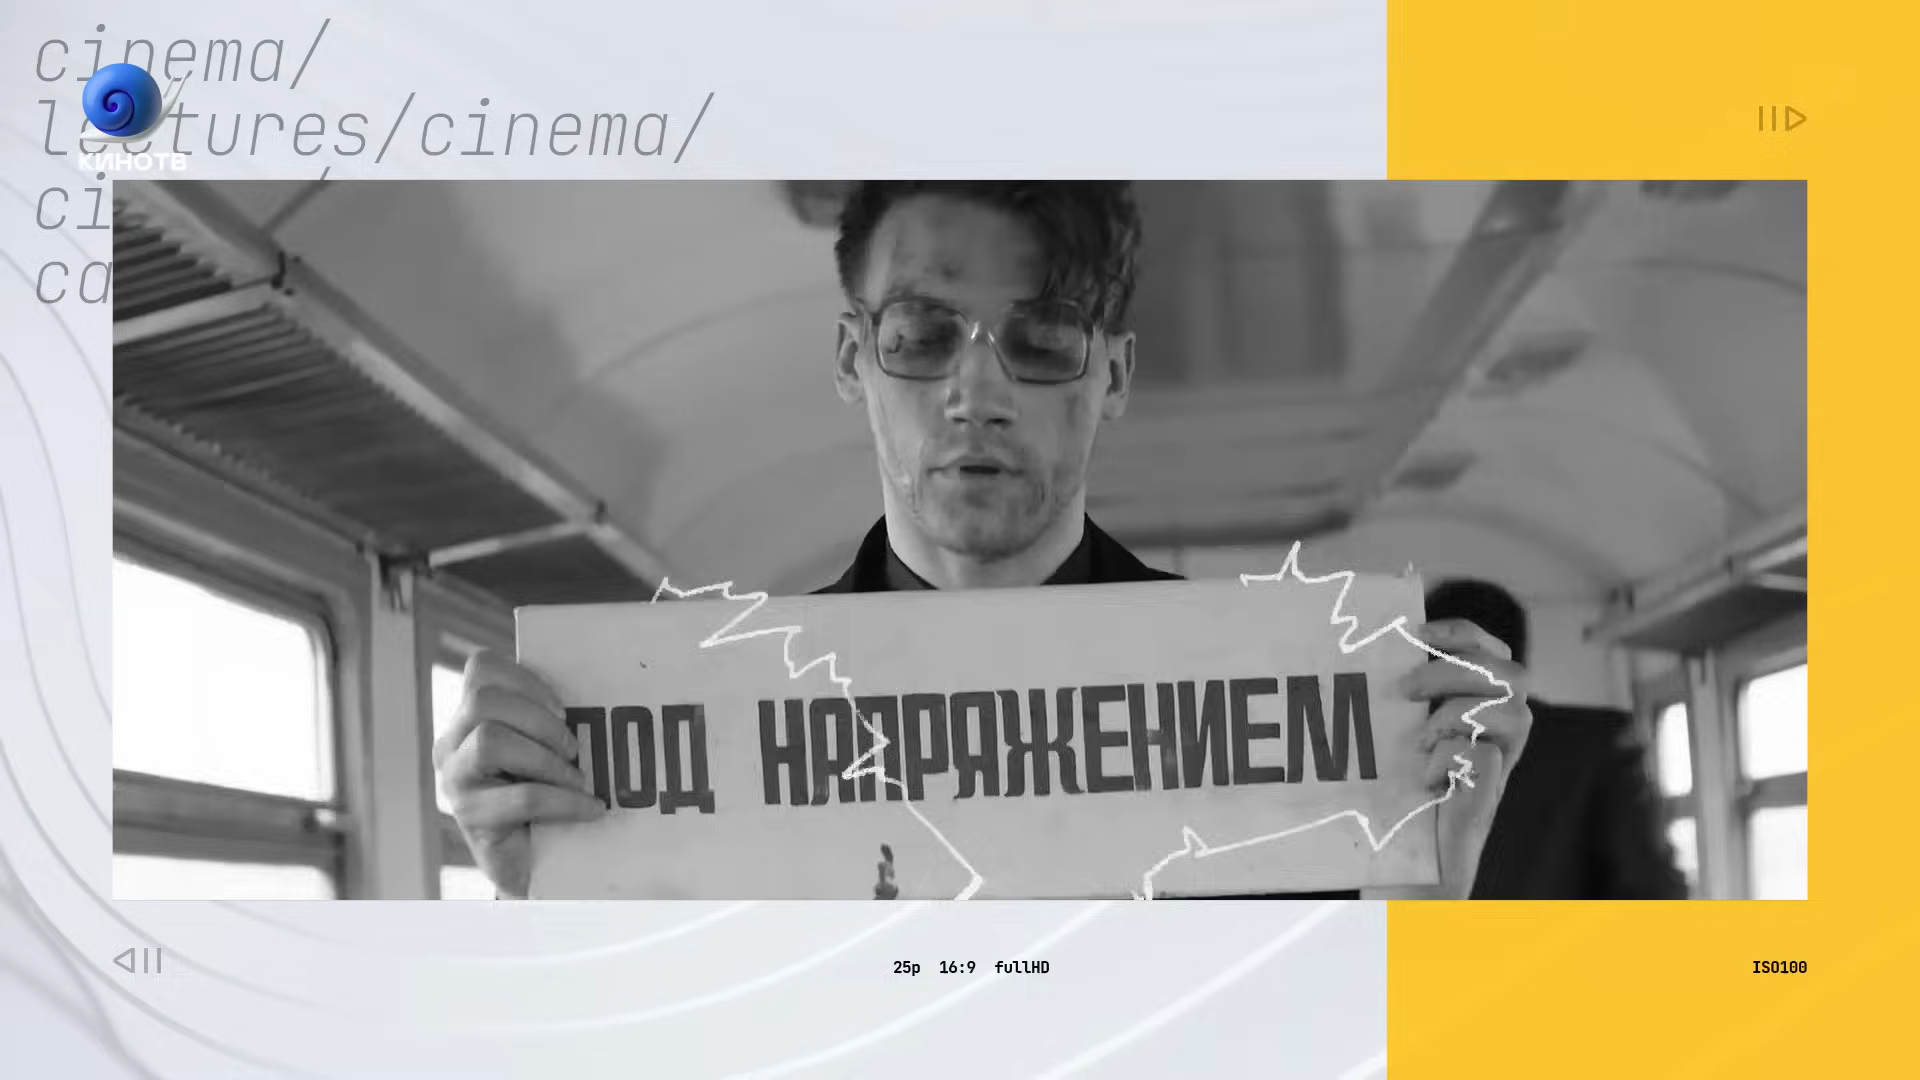 cinema/
lectures/cinema/
КИНОТВ
ПОД НАПРЯЖЕНИЕМ
25p 16:9 fullHD
ISO100